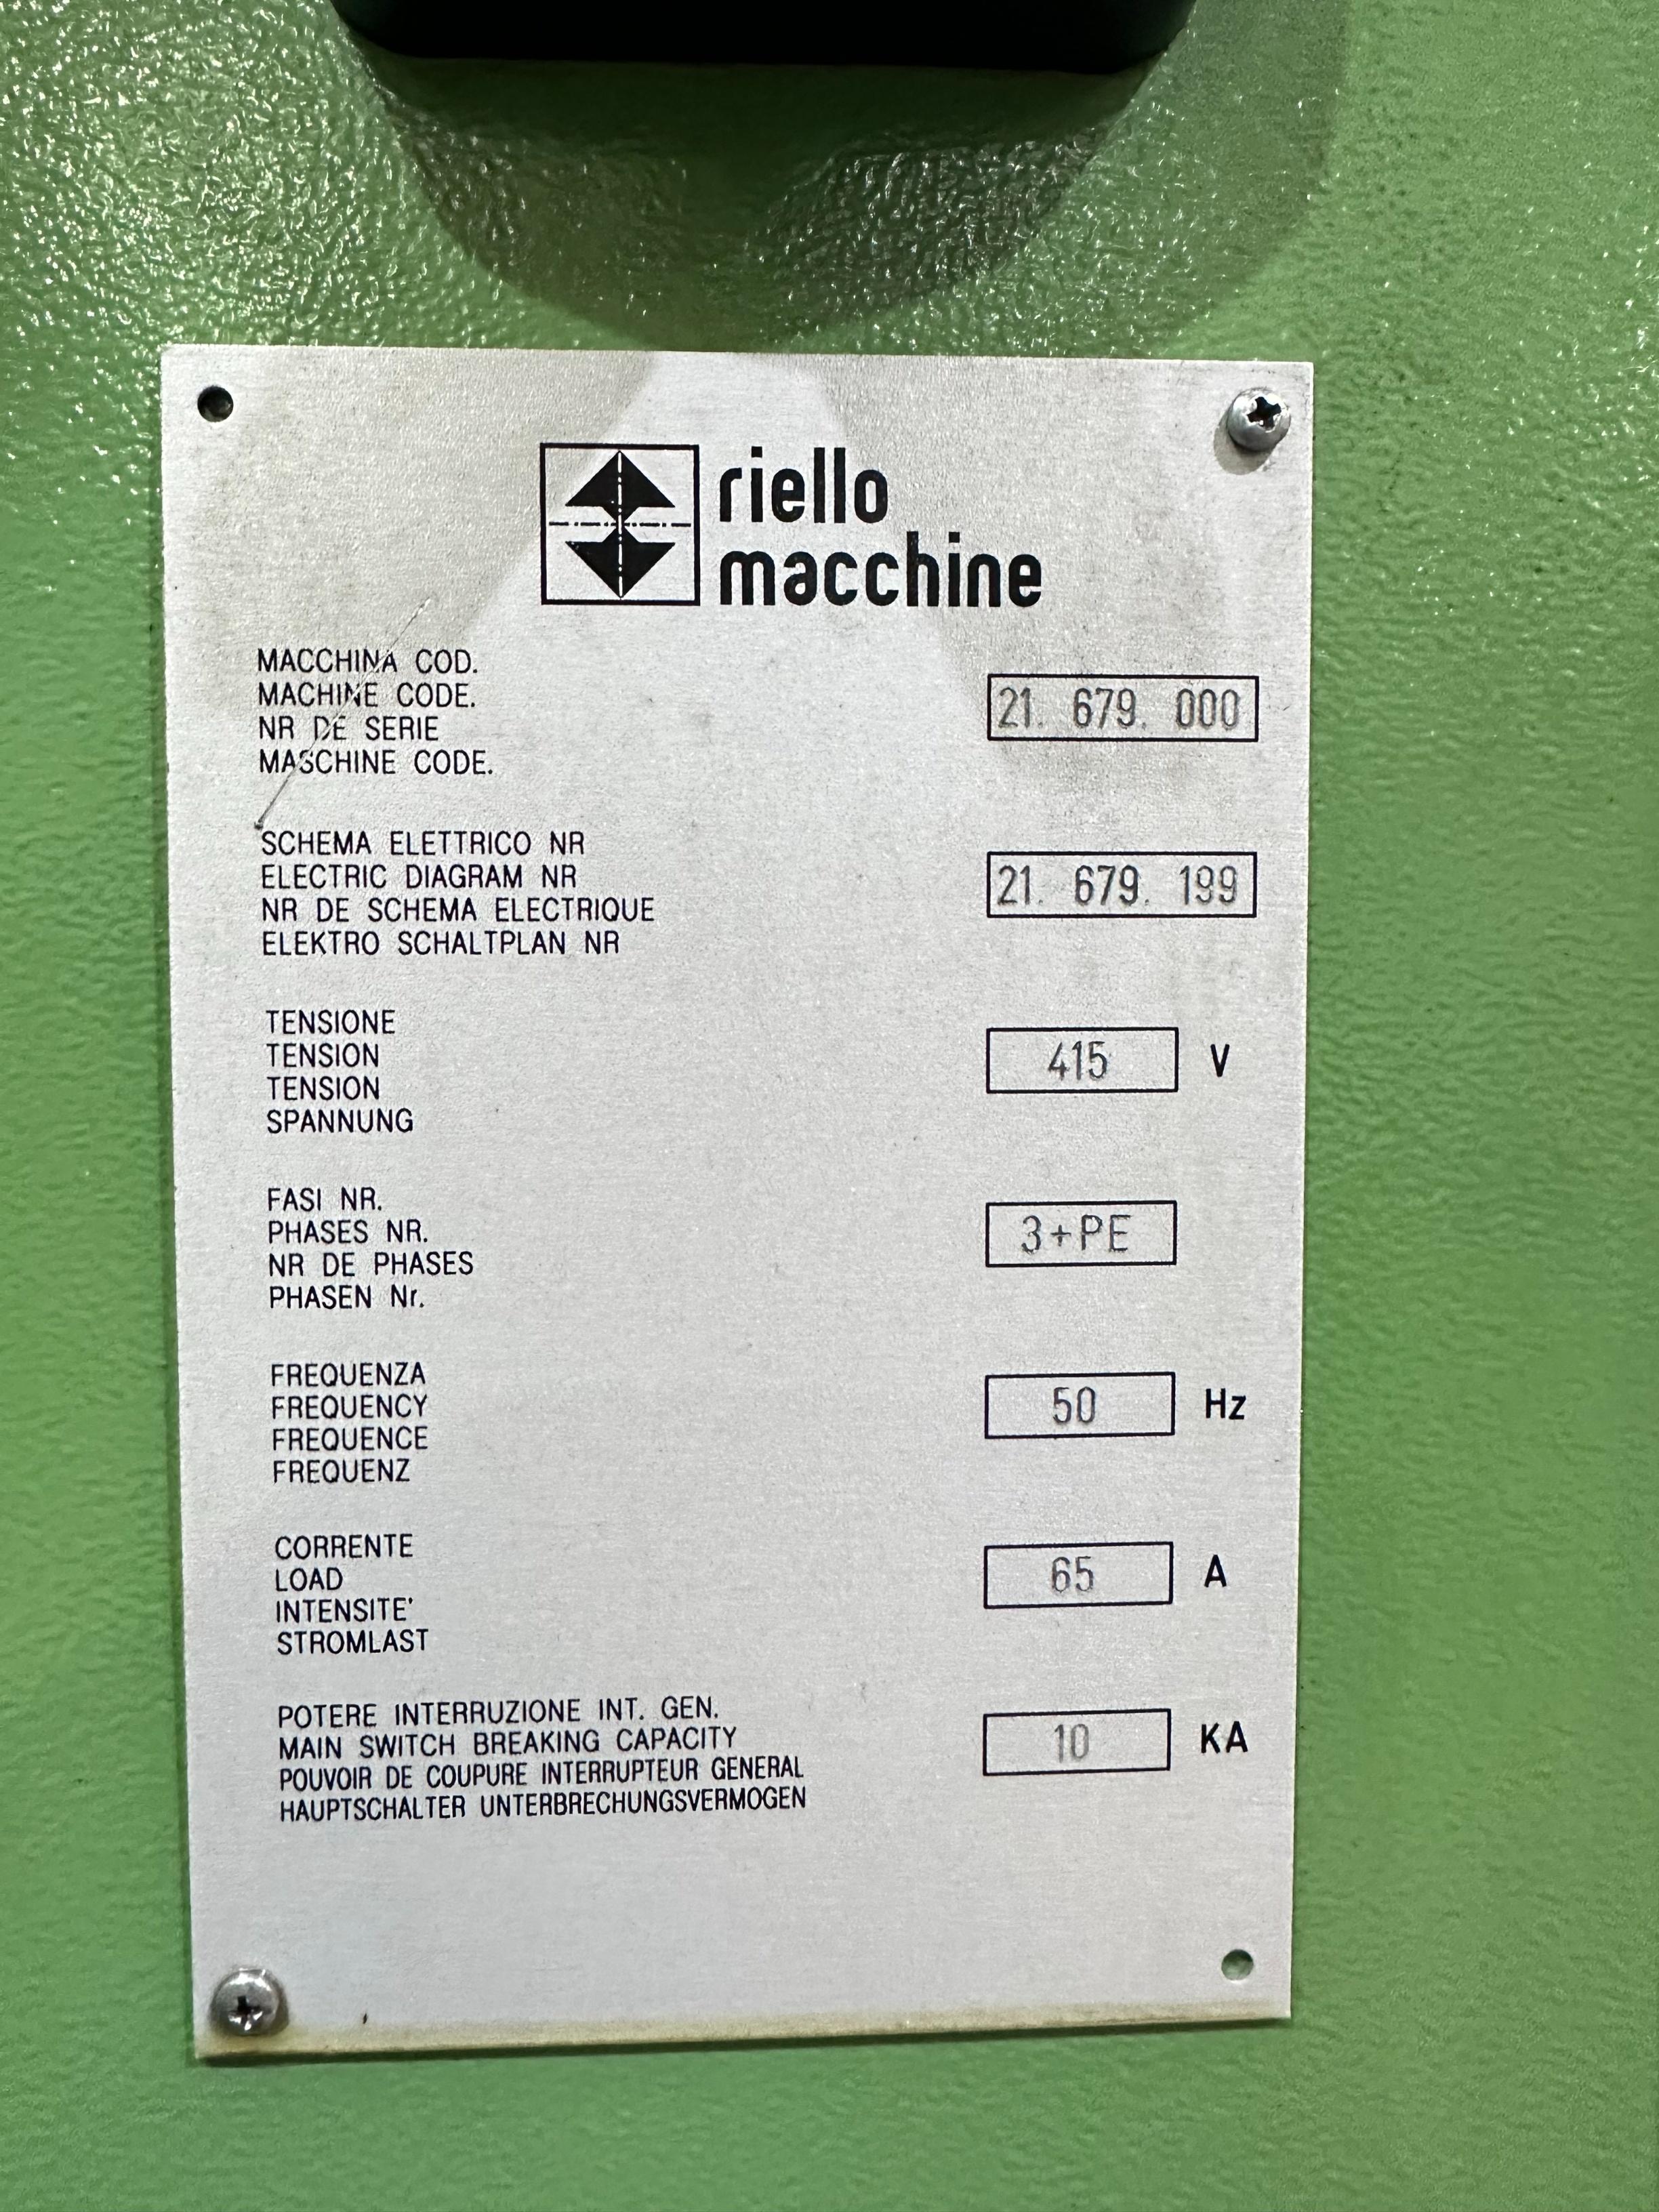 riello
macchine
MACCHINA COD.
MACHINE CODE.
NR DE SERIE
MASCHINE CODE.
21. 679. 000
SCHEMA ELETTRICO NR
ELECTRIC DIAGRAM NR
NR DE SCHEMA ELECTRIQUE
ELEKTRO SCHALTPLAN NR
21. 679. 199
TENSIONE
TENSION
TENSION
SPANNUNG
415 V
FASI NR.
PHASES NR.
NR DE PHASES
PHASEN Nr.
3+PE
FREQUENZA
FREQUENCY
FREQUENCE
FREQUENZ
50 Hz
CORRENTE
LOAD
INTENSITE'
STROMLAST
65 A
POTERE INTERRUZIONE INT. GEN.
MAIN SWITCH BREAKING CAPACITY
POUVOIR DE COUPURE INTERRUPTEUR GENERAL
HAUPTSCHALTER UNTERBRECHUNGSVERMOGEN
10 KA